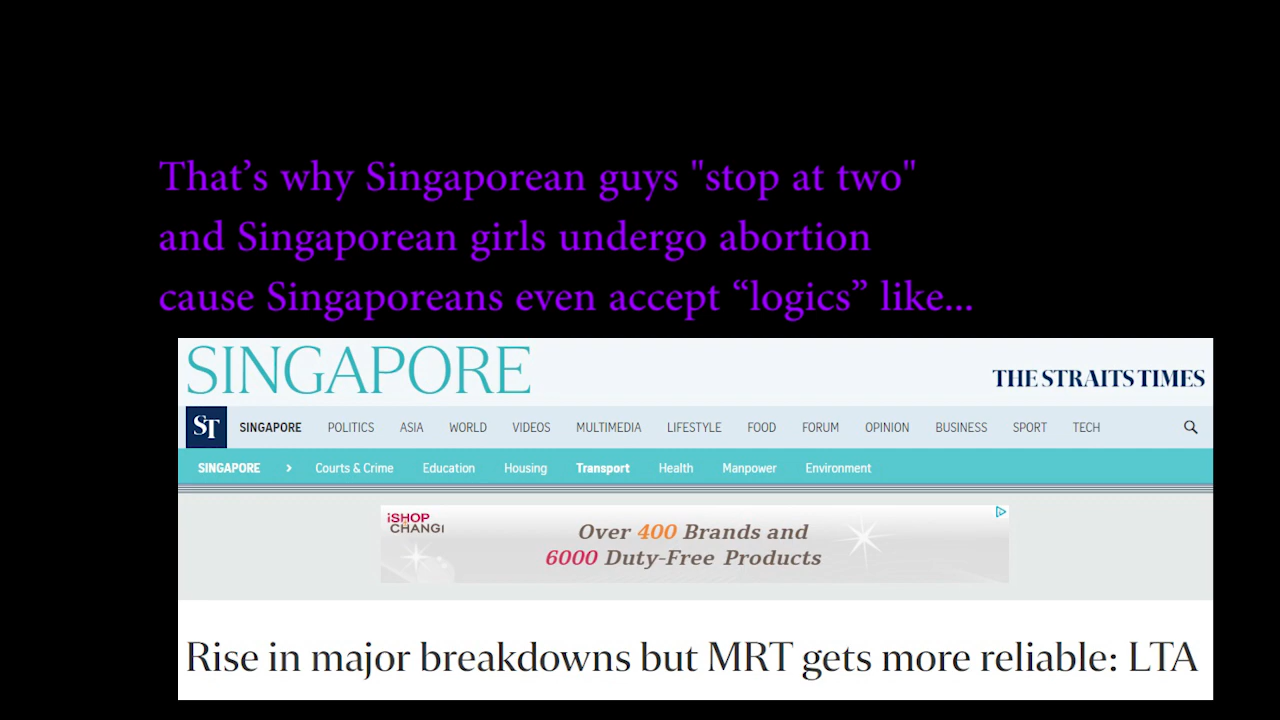 That’s why Singaporean guys "stop at two"
and Singaporean girls undergo abortion
cause Singaporeans even accept “logics” like...
SINGAPORE
THE STRAITS TIMES
ST SINGAPORE POLITICS ASIA WORLD VIDEOS MULTIMEDIA LIFESTYLE FOOD FORUM OPINION BUSINESS SPORT TECH
SINGAPORE > Courts & Crime Education Housing Transport Health Manpower Environment
iSHOP
CHANGI
Over 400 Brands and
6000 Duty-Free Products
Rise in major breakdowns but MRT gets more reliable: LTA